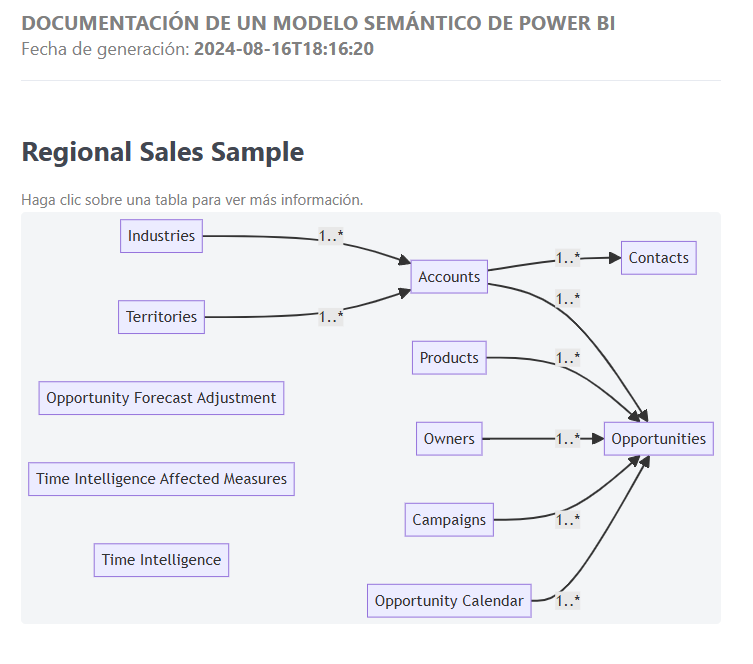 DOCUMENTACIÓN DE UN MODELO SEMÁNTICO DE POWER BI
Fecha de generación: 2024-08-16T18:16:20
Regional Sales Sample
Haga clic sobre una tabla para ver más información.
Industries
1..*
Accounts
1..*
Contacts
Territories
1..*
1..*
Products
1..*
Opportunity Forecast Adjustment
Owners
1..*
Opportunities
Time Intelligence Affected Measures
Campaigns
1..*
Time Intelligence
Opportunity Calendar
1..*